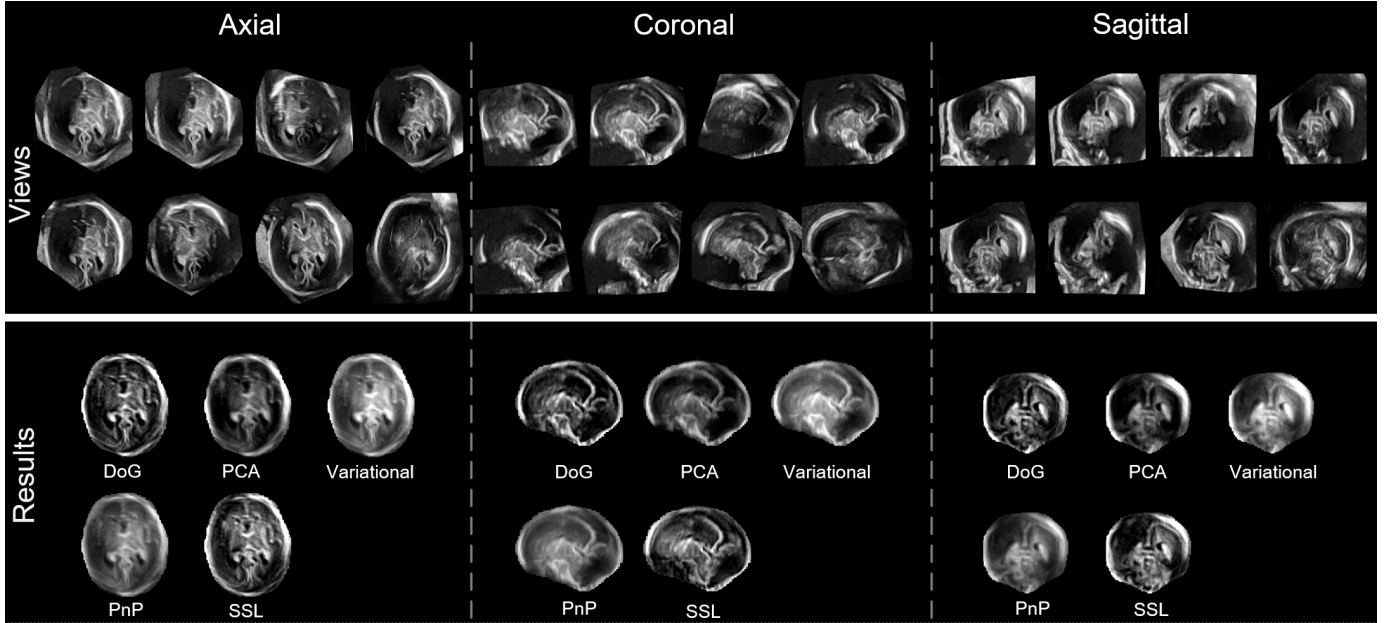 Axial
Coronal
Sagittal
Views
Results
DoG
PCA
Variational
DoG
PCA
Variational
DoG
PCA
Variational
PnP
SSL
PnP
SSL
PnP
SSL